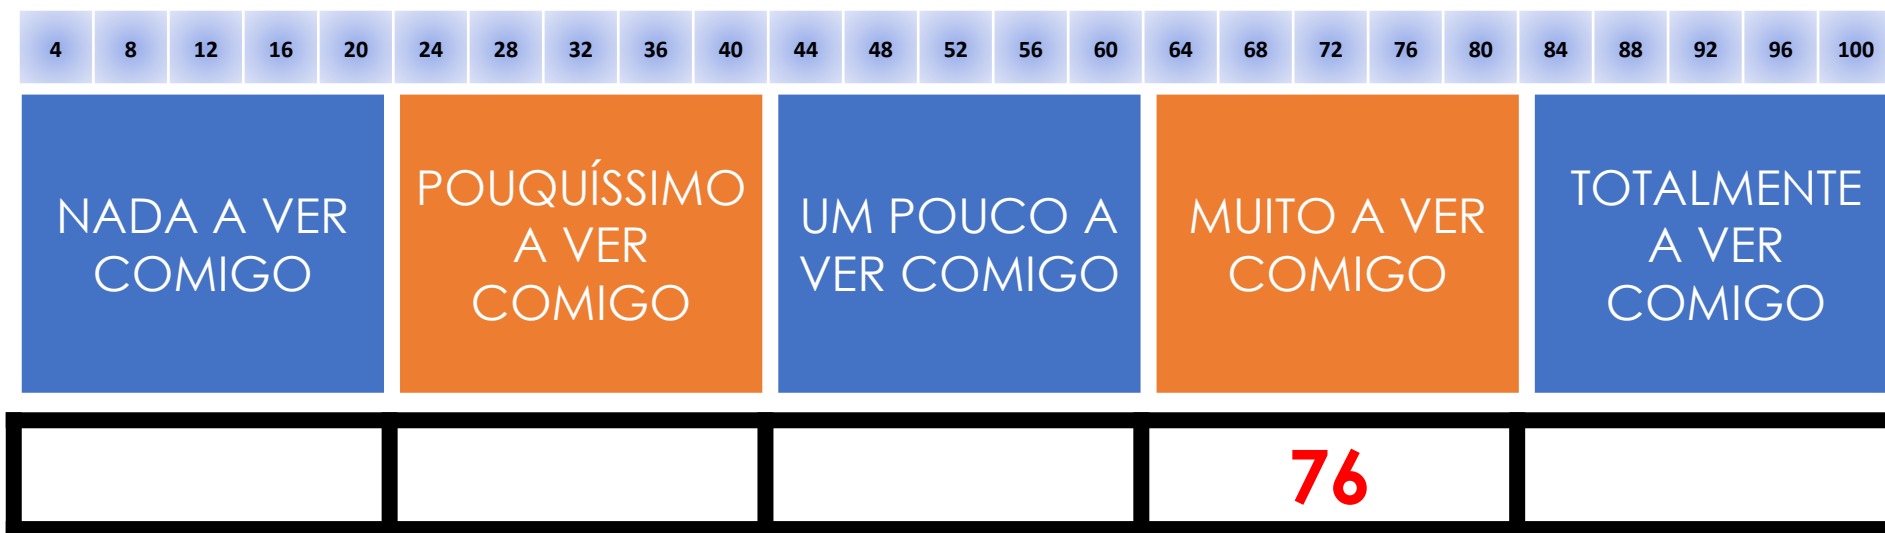 4 8 12 16 20 24 28 32 36 40 44 48 52 56 60 64 68 72 76 80 84 88 92 96 100
NADA A VER
COMIGO
POUQUÍSSIMO
A VER
COMIGO
UM POUCO A
VER COMIGO
MUITO A VER
COMIGO
TOTALMENTE
A VER
COMIGO
76